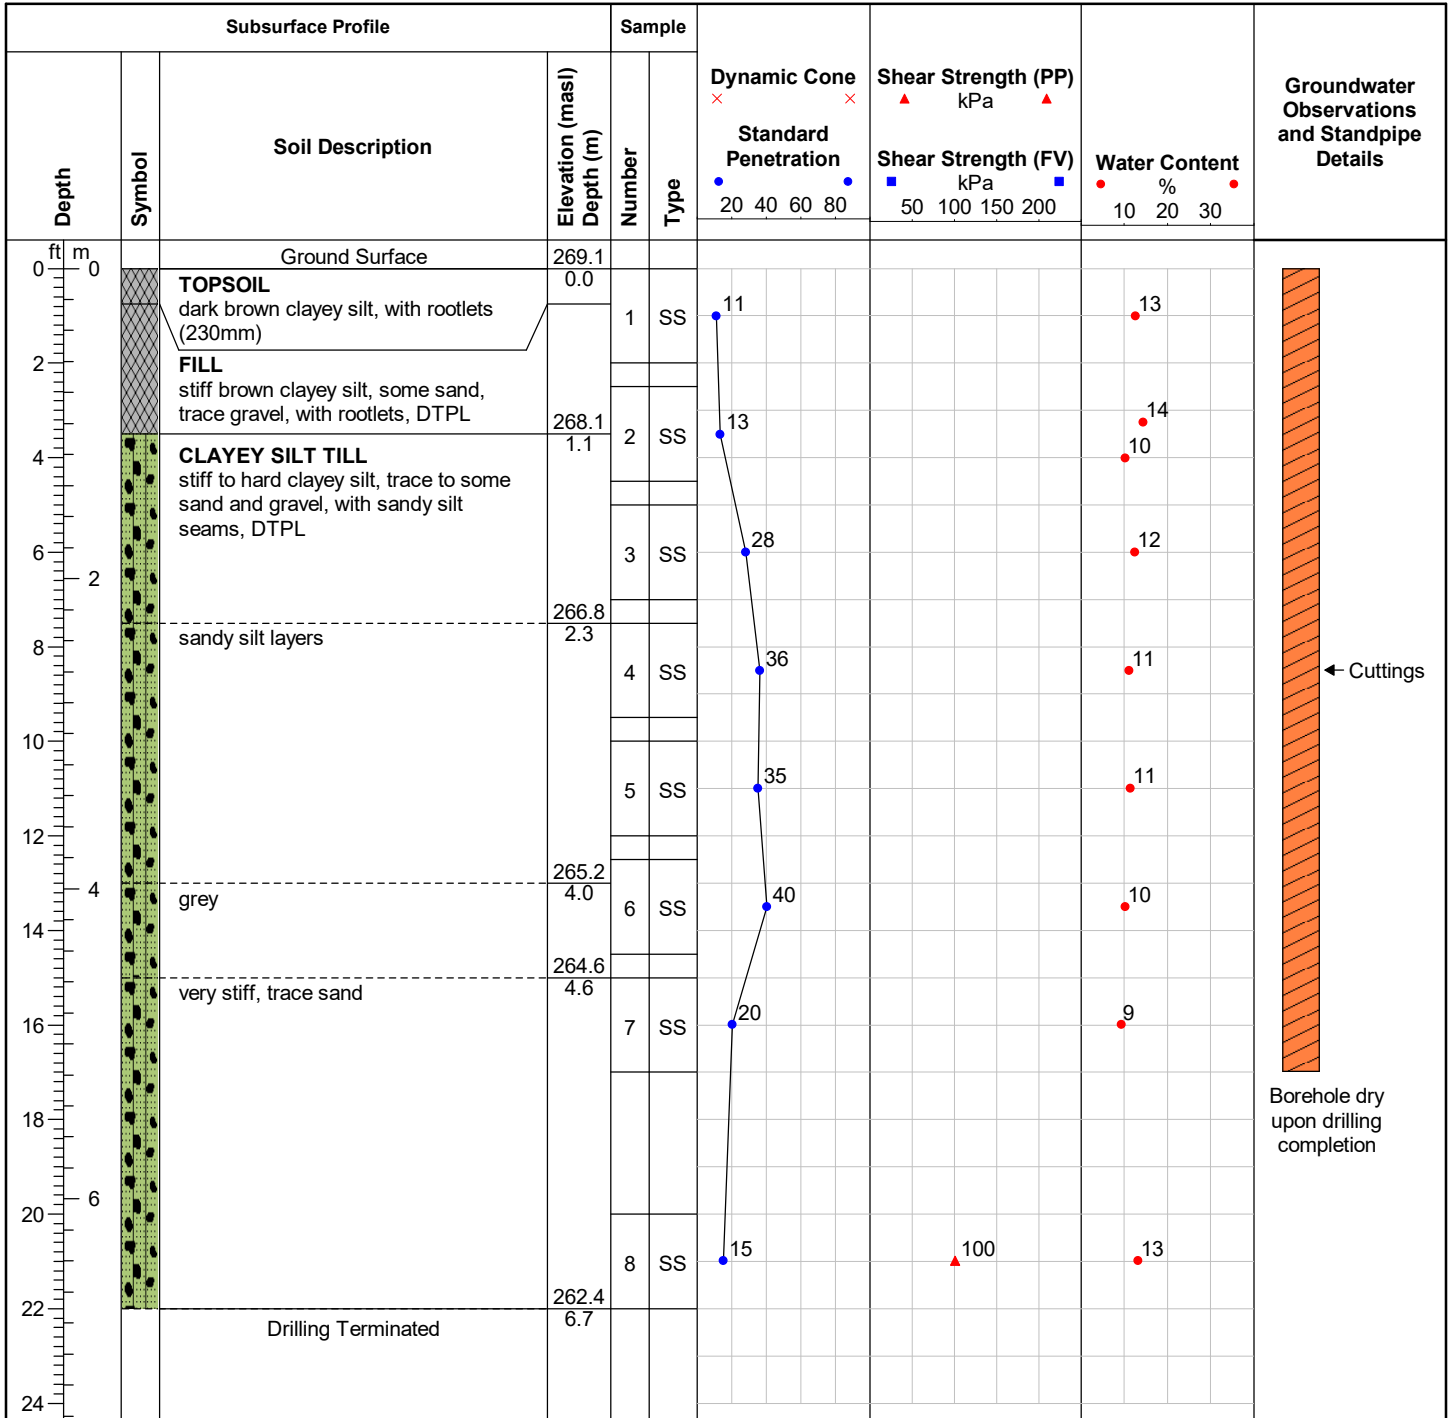 Subsurface Profile
Sample
Depth
Symbol
Soil Description
Elevation (masl)
Depth (m)
Number
Type
Dynamic Cone
Standard
Penetration
20 40 60 80
Shear Strength (PP)
kPa
Shear Strength (FV)
kPa
50 100 150 200
Water Content
%
10 20 30
Groundwater
Observations
and Standpipe
Details
ft m
Ground Surface
269.1
0 0
0.0
TOPSOIL
dark brown clayey silt, with rootlets
(230mm)
1 SS
11
13
2
FILL
stiff brown clayey silt, some sand,
trace gravel, with rootlets, DTPL
268.1
1.1
2 SS
13
14
10
4
CLAYEY SILT TILL
stiff to hard clayey silt, trace to some
sand and gravel, with sandy silt
seams, DTPL
3 SS
28
12
6
2
266.8
2.3
sandy silt layers
8
4 SS
36
11
Cuttings
10
5 SS
35
11
12
265.2
4.0
4
grey
6 SS
40
10
14
264.6
4.6
very stiff, trace sand
16
7 SS
20
9
Borehole dry
upon drilling
completion
18
6
20
8 SS
15
100
13
262.4
22
6.7
Drilling Terminated
24